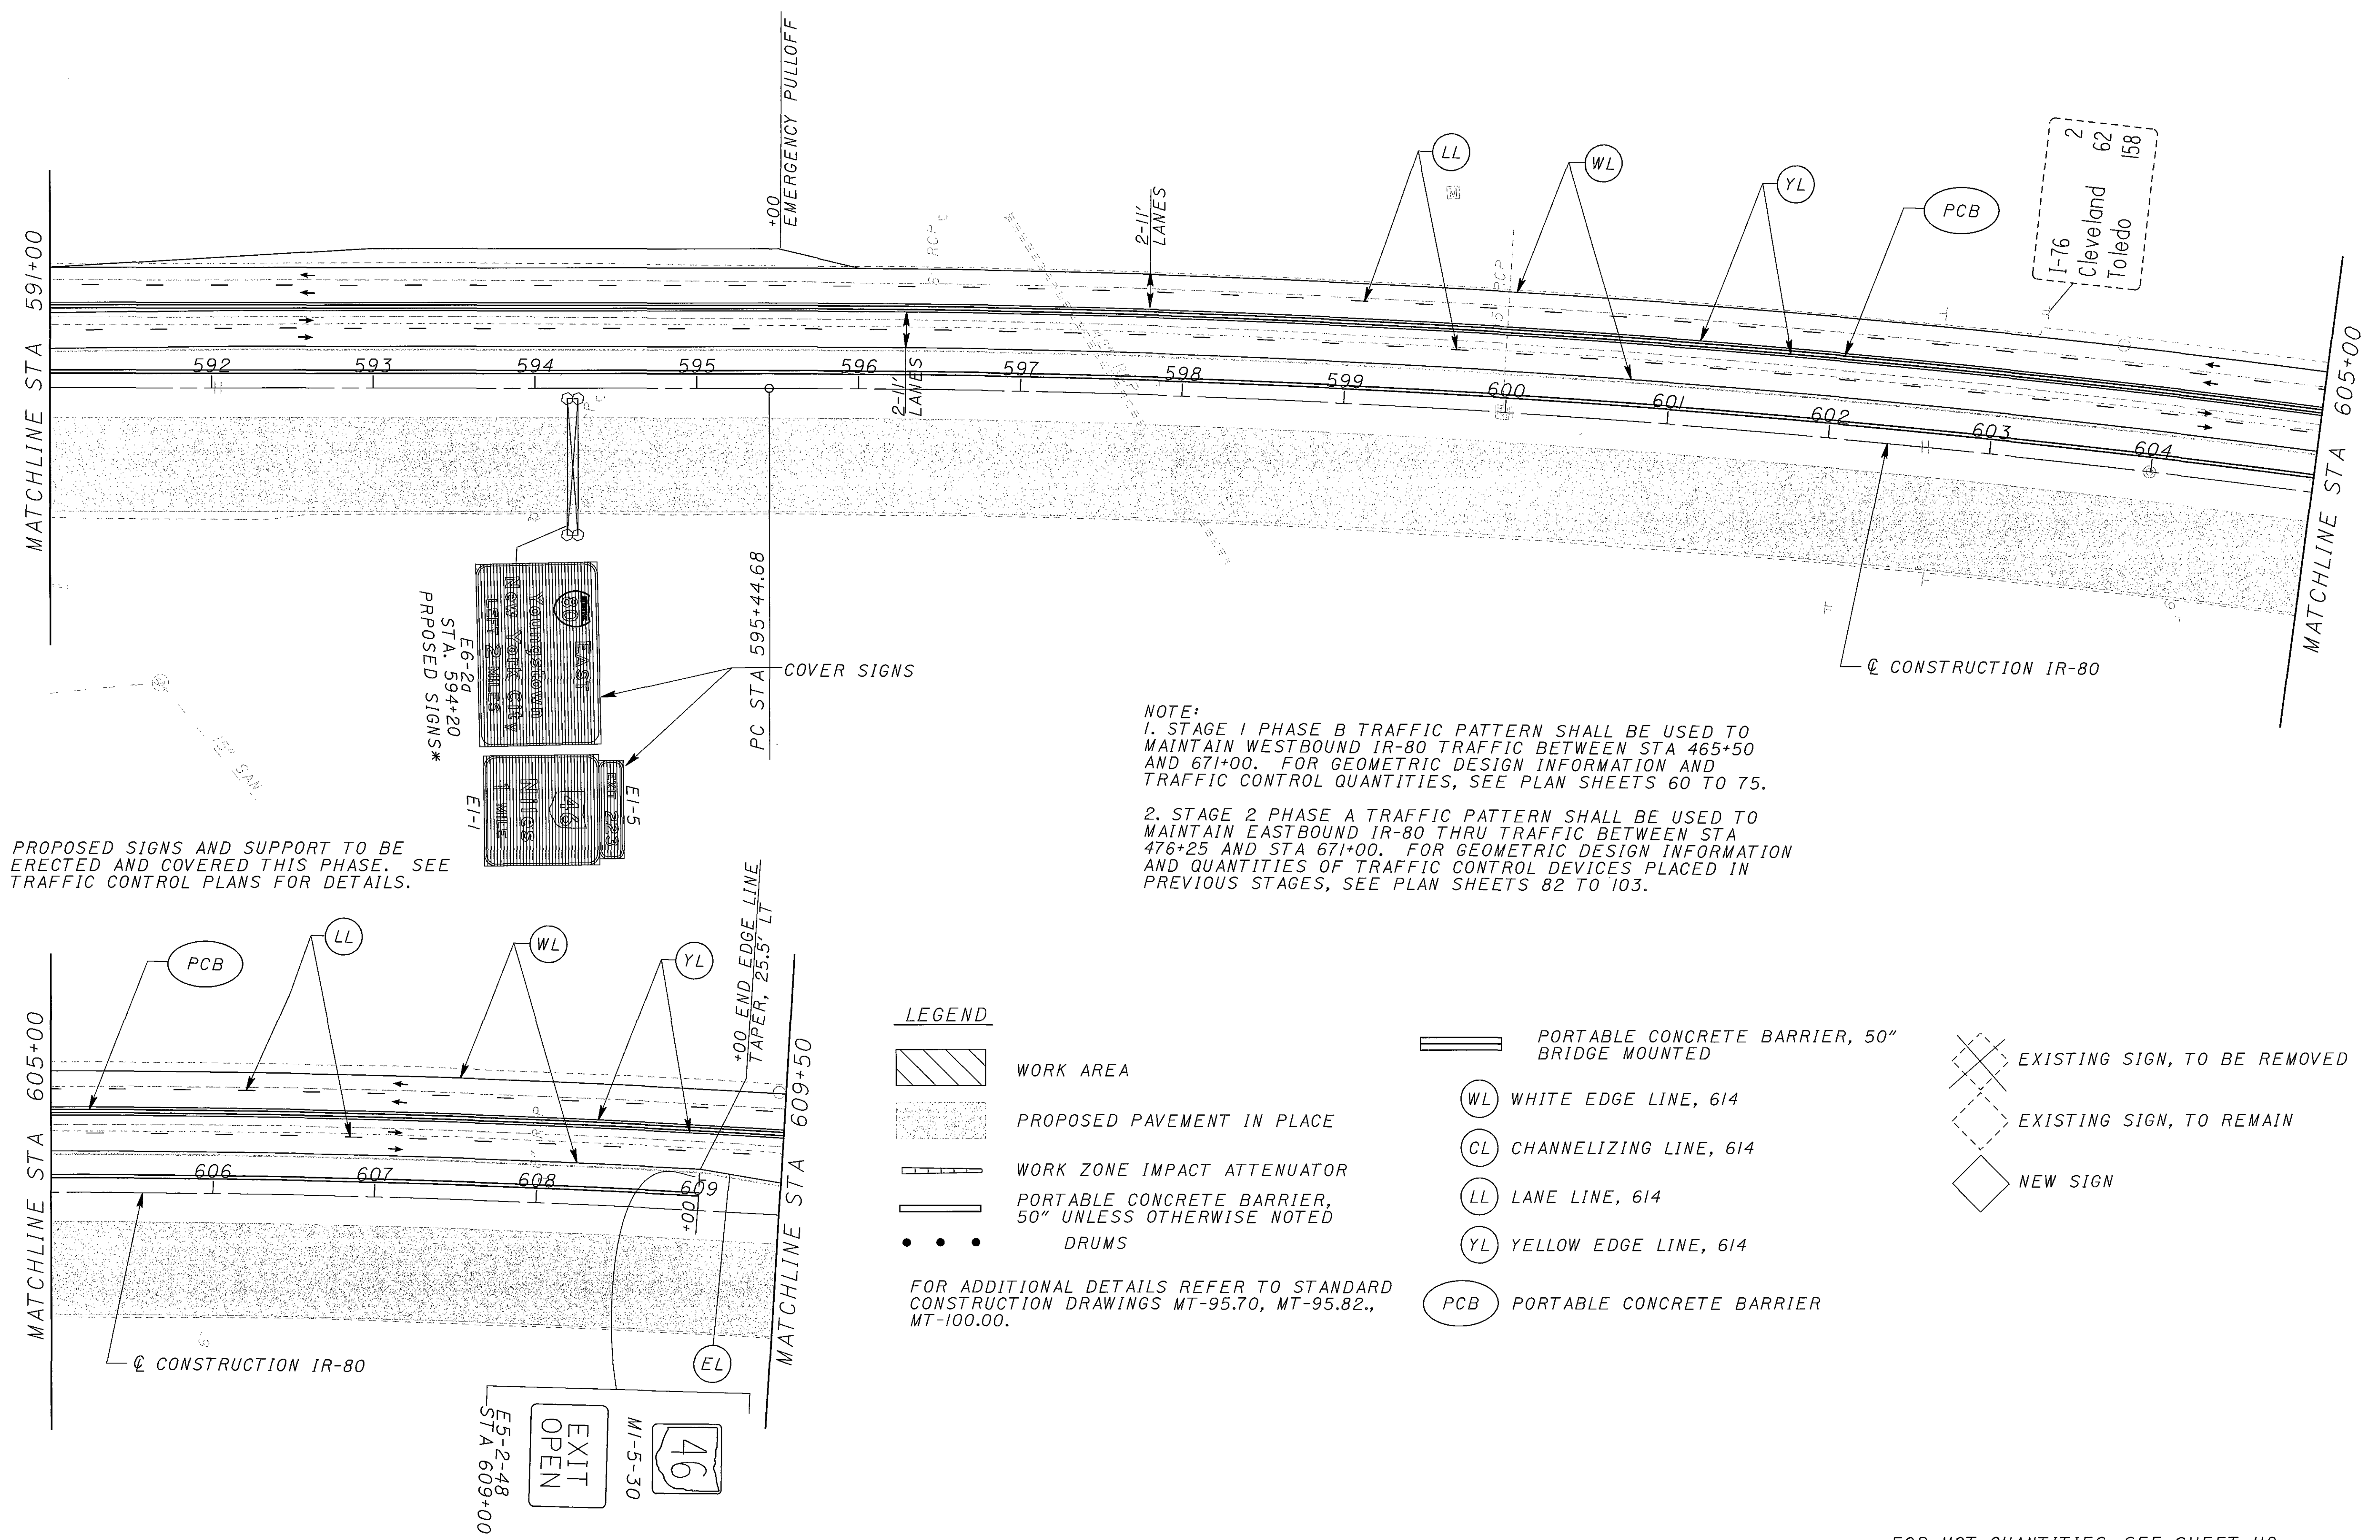 +00
EMERGENCY PULLOFF
MATCHLINE STA 591+00
2-11'
LANES
LL
WL
YL
PCB
I-76 2
Cleveland 62
Toledo 158
MATCHLINE STA 605+00
RCP
RCP
M
592
593
594
595
596
597
598
599
600
601
602
603
604
2-11'
LANES
PC STA 595+44.68
80 EAST
Youngstown
New York City
LEFT 2 MILES
E6-2a
STA. 594+20
PRPOSED SIGNS*
EXIT 223
46
Niles
1 MILE
E1-5
E1-1
COVER SIGNS
℄ CONSTRUCTION IR-80
15" SAN
NOTE:
1. STAGE 1 PHASE B TRAFFIC PATTERN SHALL BE USED TO
MAINTAIN WESTBOUND IR-80 TRAFFIC BETWEEN STA 465+50
AND 671+00. FOR GEOMETRIC DESIGN INFORMATION AND
TRAFFIC CONTROL QUANTITIES, SEE PLAN SHEETS 60 TO 75.
2. STAGE 2 PHASE A TRAFFIC PATTERN SHALL BE USED TO
MAINTAIN EASTBOUND IR-80 THRU TRAFFIC BETWEEN STA
476+25 AND STA 671+00. FOR GEOMETRIC DESIGN INFORMATION
AND QUANTITIES OF TRAFFIC CONTROL DEVICES PLACED IN
PREVIOUS STAGES, SEE PLAN SHEETS 82 TO 103.
PROPOSED SIGNS AND SUPPORT TO BE
ERECTED AND COVERED THIS PHASE. SEE
TRAFFIC CONTROL PLANS FOR DETAILS.
MATCHLINE STA 605+00
PCB
LL
WL
YL
+00 END EDGE LINE
TAPER, 25.5' LT
MATCHLINE STA 609+50
606
607
608
609
+00
℄ CONSTRUCTION IR-80
EL
E5-2-48
STA 609+00
EXIT
OPEN
M1-5-30
46
LEGEND
WORK AREA
PROPOSED PAVEMENT IN PLACE
WORK ZONE IMPACT ATTENUATOR
PORTABLE CONCRETE BARRIER,
50" UNLESS OTHERWISE NOTED
DRUMS
FOR ADDITIONAL DETAILS REFER TO STANDARD
CONSTRUCTION DRAWINGS MT-95.70, MT-95.82.,
MT-100.00.
PORTABLE CONCRETE BARRIER, 50"
BRIDGE MOUNTED
WL WHITE EDGE LINE, 614
CL CHANNELIZING LINE, 614
LL LANE LINE, 614
YL YELLOW EDGE LINE, 614
PCB PORTABLE CONCRETE BARRIER
EXISTING SIGN, TO BE REMOVED
EXISTING SIGN, TO REMAIN
NEW SIGN